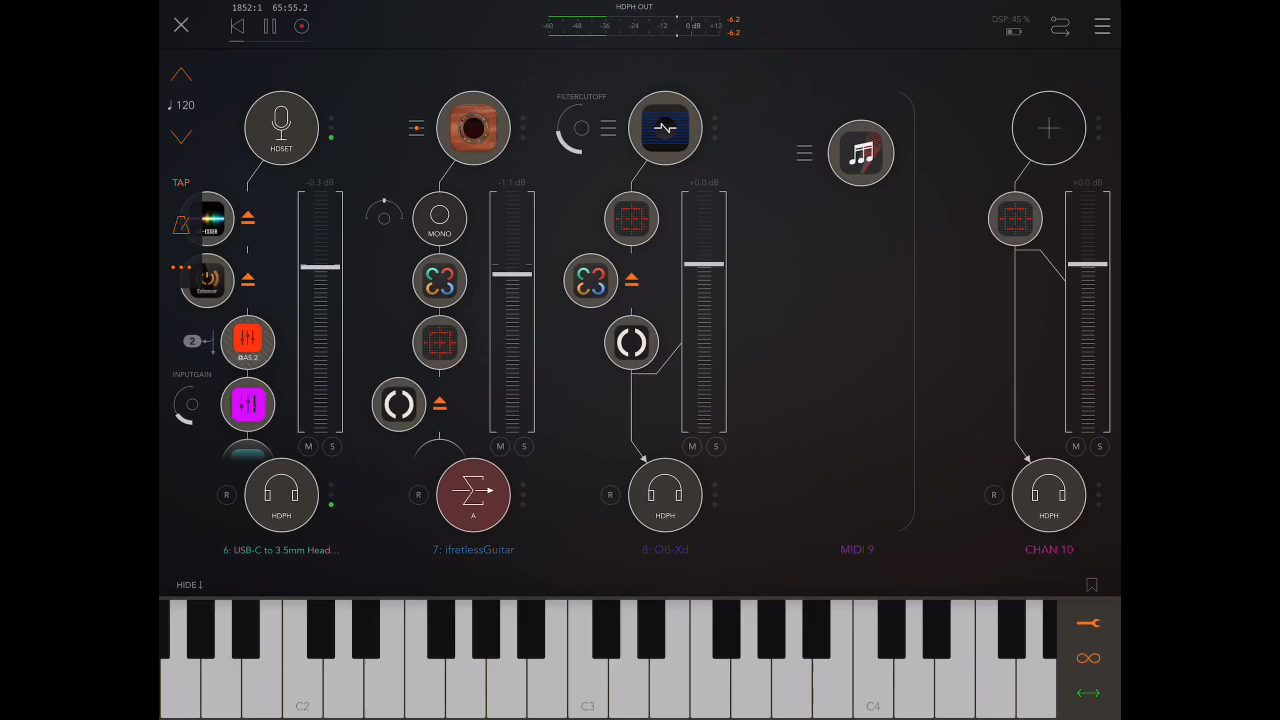 1852:1 65:55.2
HDPH OUT
-60 -48 -36 -24 -12 0 dB +12
-6.2
-6.2
DSP: 45 %
♩ 120
TAP
FILTERCUTOFF
HDSET
-0.3 dB
-1.1 dB
+0.0 dB
+0.0 dB
MONO
Enhancer
2
@AS:2
INPUTGAIN
M S
M S
M S
M S
R HDPH
R A
R HDPH
R HDPH
6: USB-C to 3.5mm Head...
7: ifretlessGuitar
8: OB-Xd
MIDI 9
CHAN 10
HIDE↓
C2 C3 C4